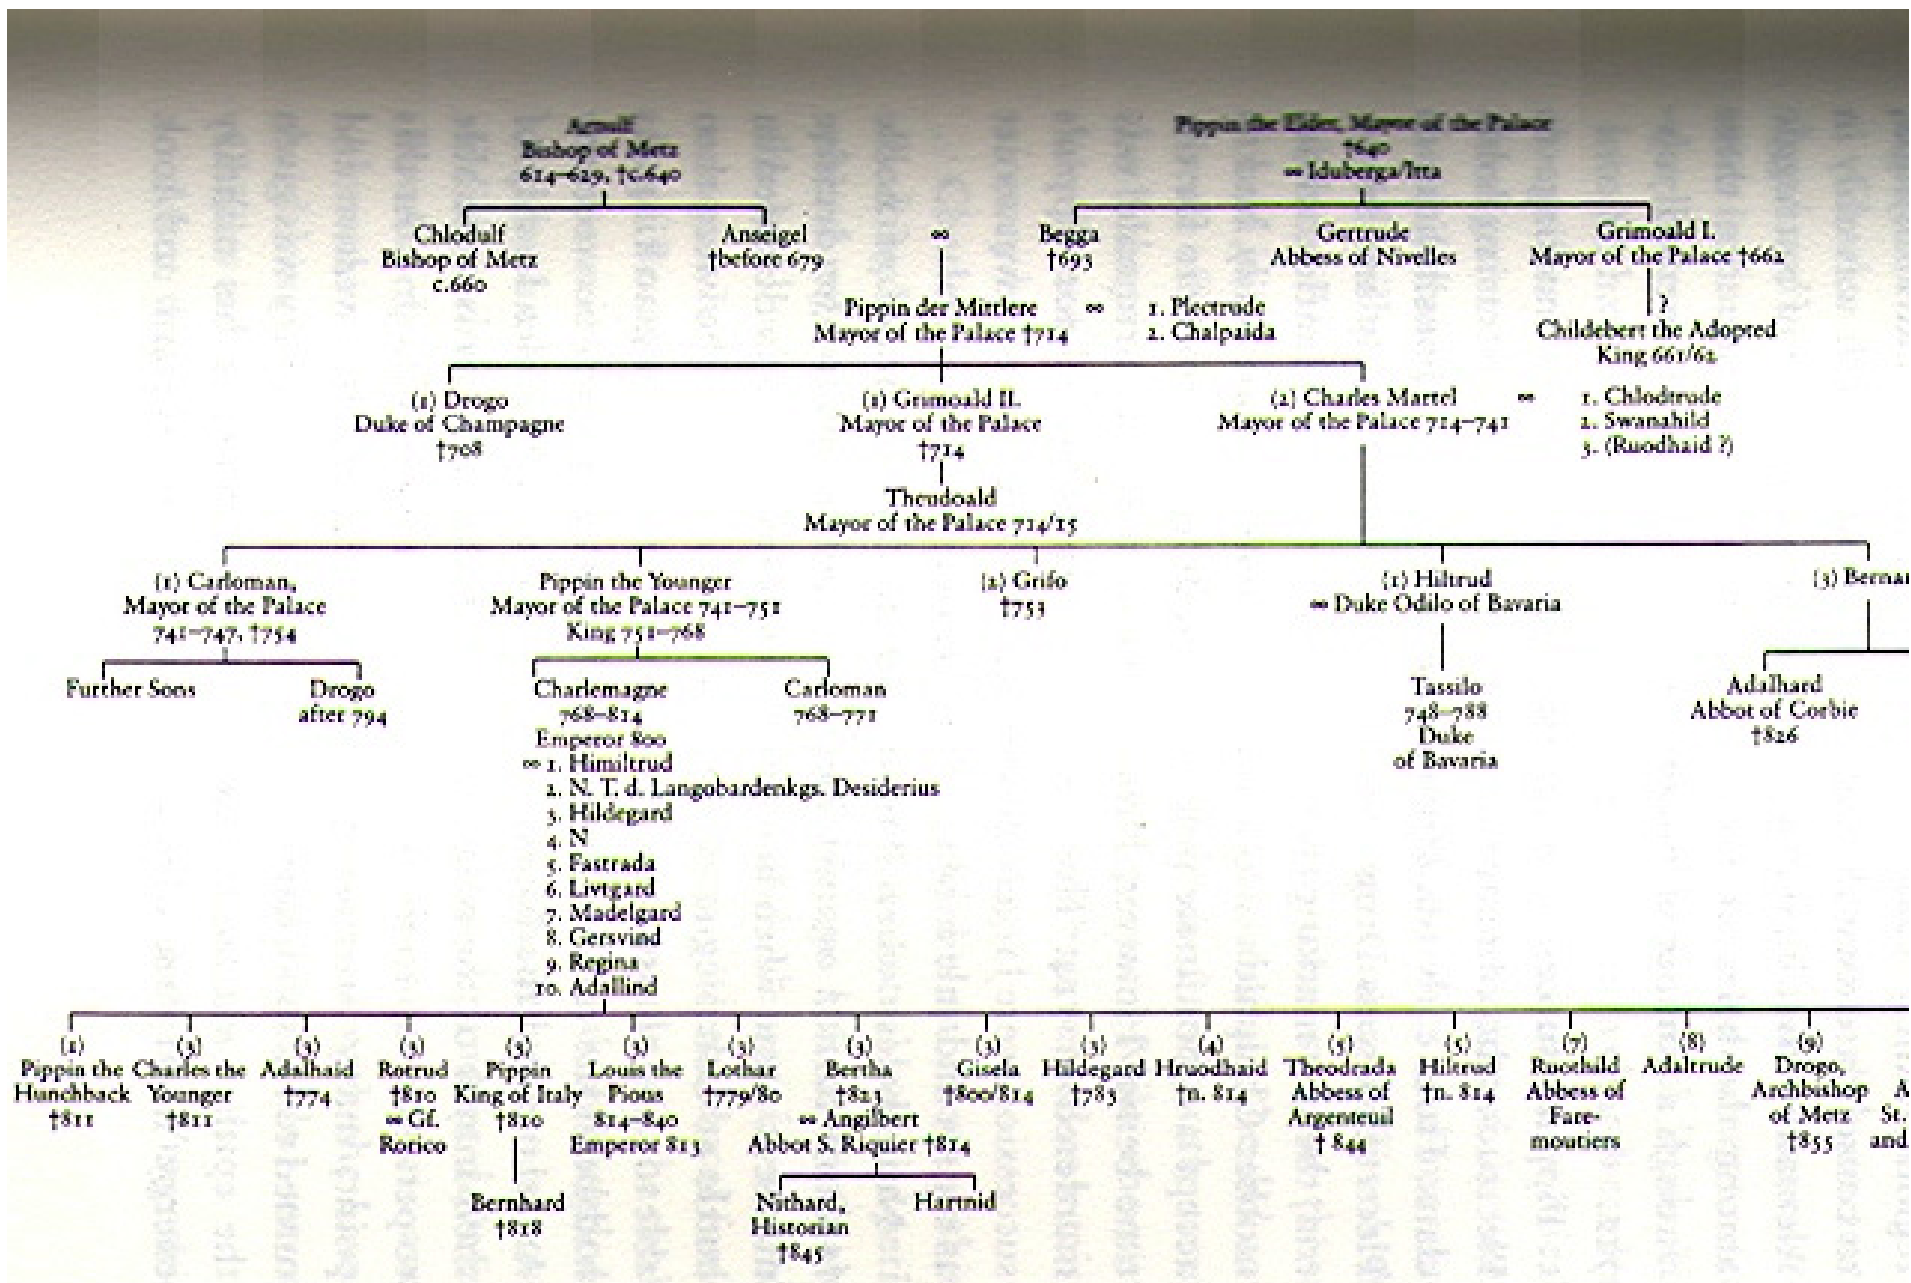 Arnulf
Bishop of Metz
614–629, †c.640
Pippin the Elder, Mayor of the Palace
†640
∞ Iduberga/Itta
Chlodulf
Bishop of Metz
c.660
Anseigel
†before 679
∞
Begga
†693
Gertrude
Abbess of Nivelles
Grimoald I.
Mayor of the Palace †662
Pippin der Mittlere
Mayor of the Palace †714
∞
1. Plectrude
2. Chalpaida
?
Childebert the Adopted
King 661/62
(1) Drogo
Duke of Champagne
†708
(1) Grimoald II.
Mayor of the Palace
†714
(2) Charles Martel
Mayor of the Palace 714–741
∞
1. Chlodtrude
2. Swanahild
3. (Ruodhaid ?)
Theudoald
Mayor of the Palace 714/15
(1) Carloman,
Mayor of the Palace
741–747, †754
Pippin the Younger
Mayor of the Palace 741–751
King 751–768
(2) Grifo
†753
(1) Hiltrud
∞ Duke Odilo of Bavaria
(3) Bernar
Further Sons
Drogo
after 794
Charlemagne
768–814
Emperor 800
∞ 1. Himiltrud
2. N. T. d. Langobardenkgs. Desiderius
3. Hildegard
4. N
5. Fastrada
6. Livtgard
7. Madelgard
8. Gersvind
9. Regina
10. Adallind
Carloman
768–771
Tassilo
748–788
Duke
of Bavaria
Adalhard
Abbot of Corbie
†826
(1)
Pippin the
Hunchback
†811
(3)
Charles the
Younger
†811
(3)
Adalhaid
†774
(3)
Rotrud
†810
∞ Gf.
Rorico
(3)
Pippin
King of Italy
†810
Bernhard
†818
(3)
Louis the
Pious
814–840
Emperor 813
(3)
Lothar
†779/80
(3)
Bertha
†823
∞ Angilbert
Abbot S. Riquier †814
Nithard,
Historian
†845
Hartnid
(3)
Gisela
†800/814
(3)
Hildegard
†783
(4)
Hruodhaid
†n. 814
(5)
Theodrada
Abbess of
Argenteuil
† 844
(5)
Hiltrud
†n. 814
(7)
Ruothild
Abbess of
Fare-
moutiers
(8)
Adaltrude
(9)
Drogo,
Archbishop
of Metz
†855
A
St.
and